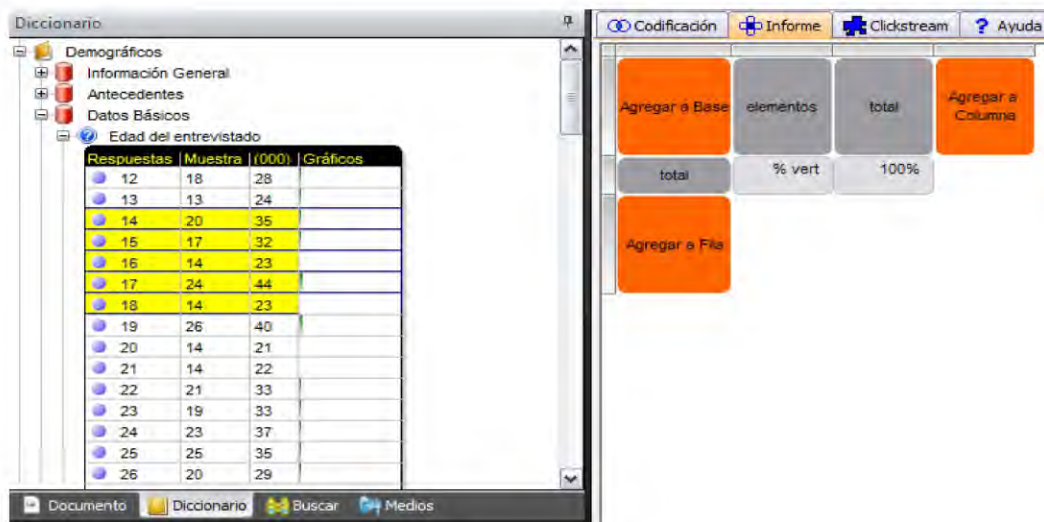 Diccionario
Demográficos
Información General
Antecedentes
Datos Básicos
Edad del entrevistado
Respuestas Muestra (000) Gráficos
12 18 28
13 13 24
14 20 35
15 17 32
16 14 23
17 24 44
18 14 23
19 26 40
20 14 21
21 14 22
22 21 33
23 19 33
24 23 37
25 25 35
26 20 29
Documento Diccionario Buscar Medios
Codificación Informe Clickstream ? Ayuda
Agregar a Base elementos total Agregar a
Columna
total % vert 100%
Agregar a Fila